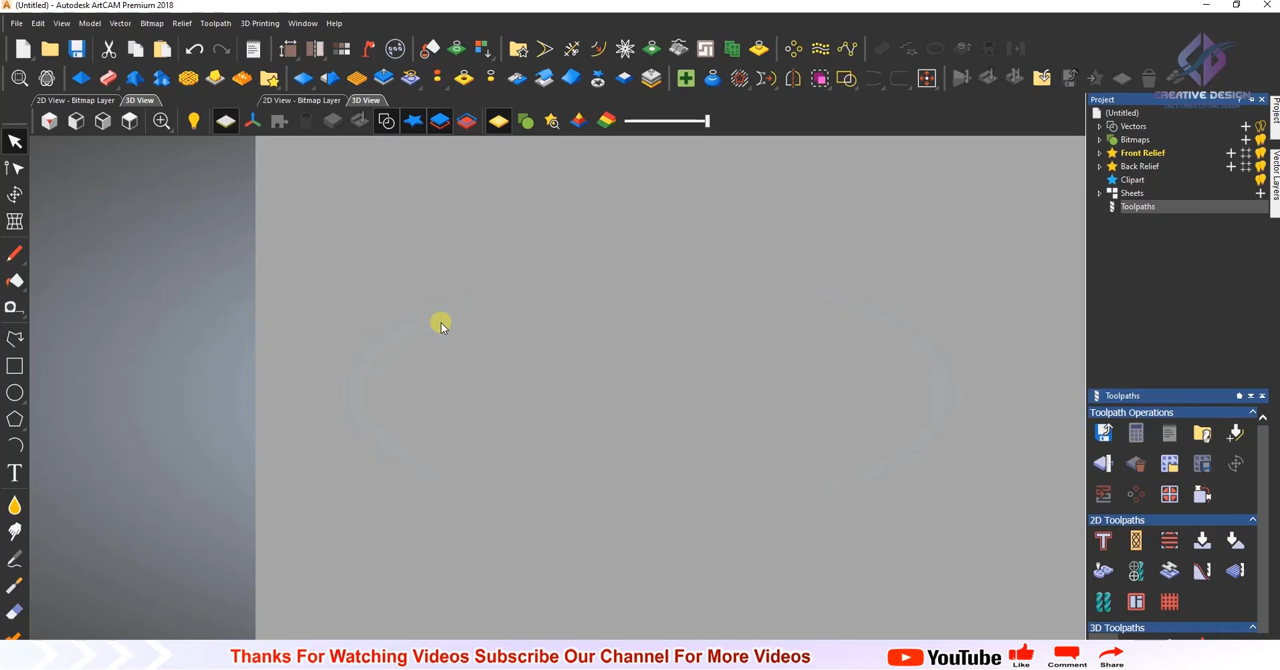 (Untitled) - Autodesk ArtCAM Premium 2018
File Edit View Model Vector Bitmap Relief Toolpath 3D Printing Window Help
2D View - Bitmap Layer 3D View 2D View - Bitmap Layer 3D View
CREATIVE DESIGN
Project
(Untitled)
Vectors
Bitmaps
Front Relief
Back Relief
Clipart
Sheets
Toolpaths
Project
Vector Layers
Toolpaths
Toolpath Operations
2D Toolpaths
3D Toolpaths
Thanks For Watching Videos Subscribe Our Channel For More Videos
YouTube
Like Comment Share